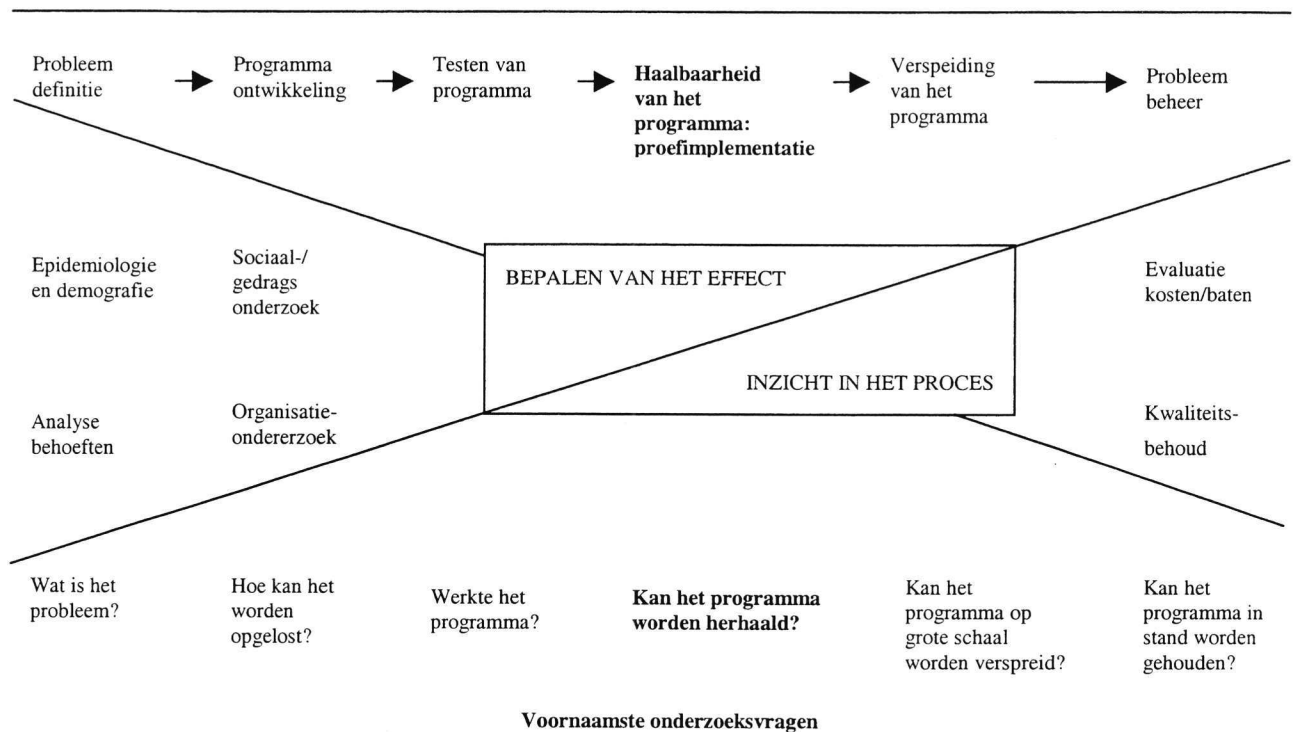 Probleem
definitie
Programma
ontwikkeling
Testen van
programma
Haalbaarheid
van het
programma:
proefimplementatie
Verspeiding
van het
programma
Probleem
beheer
Epidemiologie
en demografie
Sociaal-/
gedrags
onderzoek
BEPALEN VAN HET EFFECT
Evaluatie
kosten/baten
INZICHT IN HET PROCES
Analyse
behoeften
Organisatie-
ondererzoek
Kwaliteits-
behoud
Wat is het
probleem?
Hoe kan het
worden
opgelost?
Werkte het
programma?
Kan het programma
worden herhaald?
Kan het
programma op
grote schaal
worden verspreid?
Kan het
programma in
stand worden
gehouden?
Voornaamste onderzoeksvragen